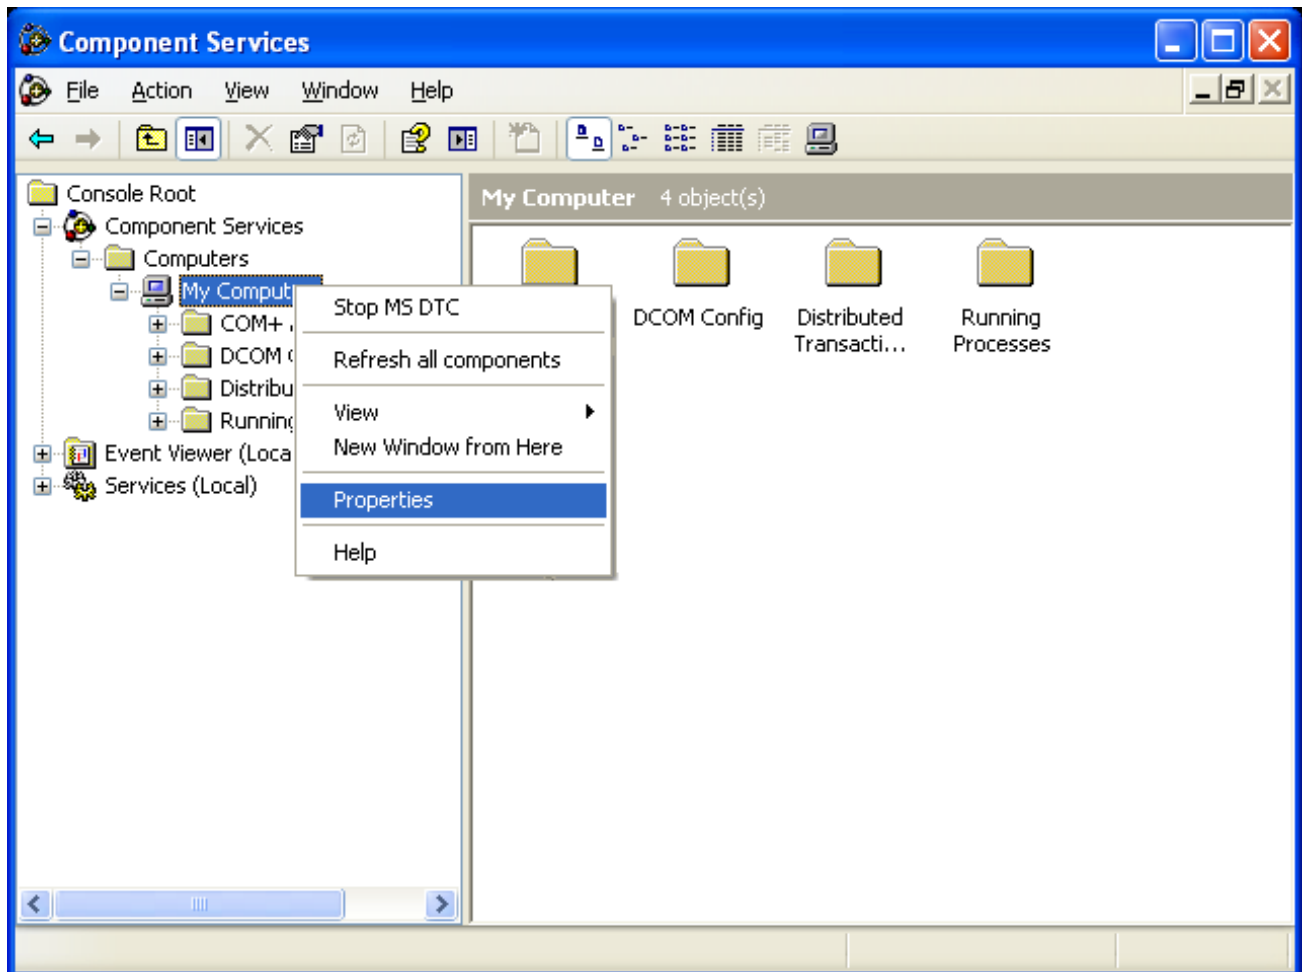 Component Services
File Action View Window Help
Console Root
Component Services
Computers
My Comput
COM+
DCOM
Distribu
Running
Event Viewer (Loca
Services (Local)
My Computer 4 object(s)
DCOM Config
Distributed
Transacti...
Running
Processes
Stop MS DTC
Refresh all components
View
New Window from Here
Properties
Help